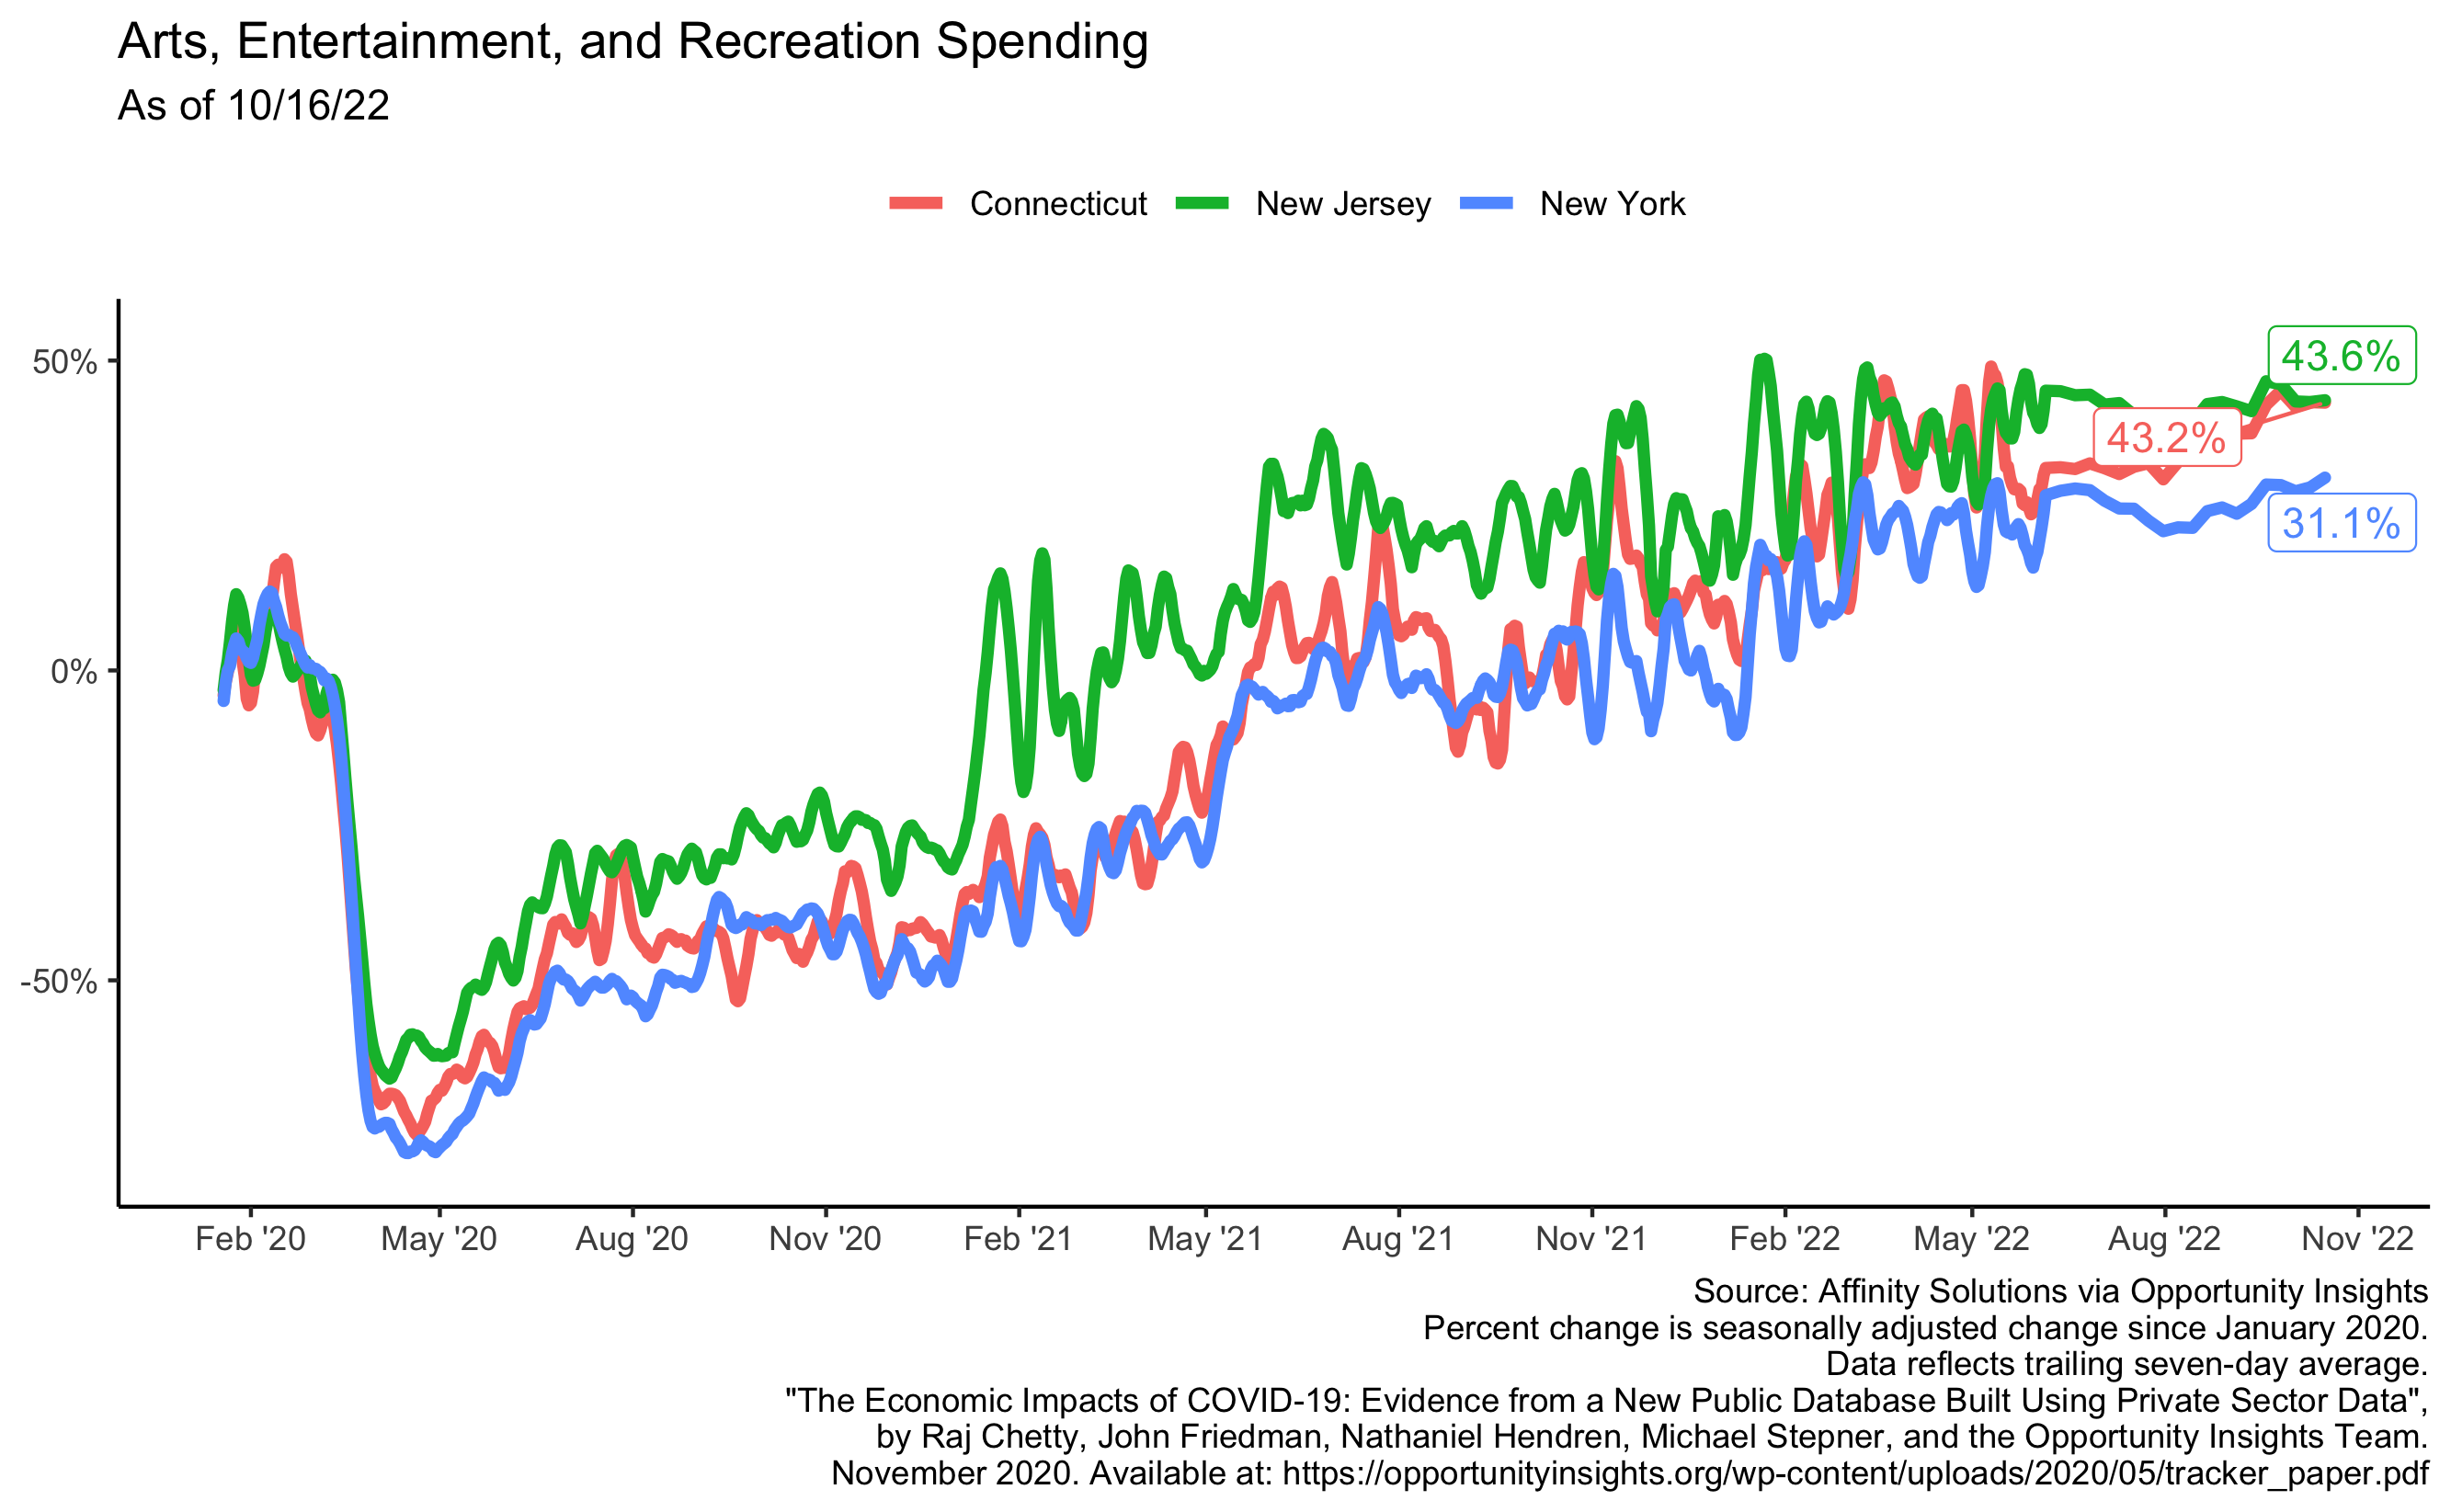 Arts, Entertainment, and Recreation Spending
As of 10/16/22
Connecticut New Jersey New York
50%
0%
-50%
43.6%
43.2%
31.1%
Feb '20 May '20 Aug '20 Nov '20 Feb '21 May '21 Aug '21 Nov '21 Feb '22 May '22 Aug '22 Nov '22
Source: Affinity Solutions via Opportunity Insights
Percent change is seasonally adjusted change since January 2020.
Data reflects trailing seven-day average.
"The Economic Impacts of COVID-19: Evidence from a New Public Database Built Using Private Sector Data",
by Raj Chetty, John Friedman, Nathaniel Hendren, Michael Stepner, and the Opportunity Insights Team.
November 2020. Available at: https://opportunityinsights.org/wp-content/uploads/2020/05/tracker_paper.pdf